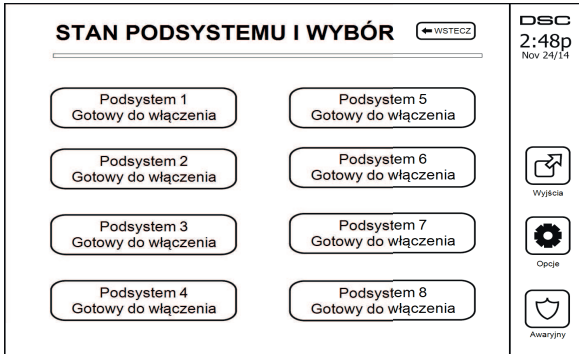 STAN PODSYSTEMU I WYBÓR
WSTECZ
DSC
2:48p
Nov 24/14
Podsystem 1
Gotowy do włączenia
Podsystem 5
Gotowy do włączenia
Podsystem 2
Gotowy do włączenia
Podsystem 6
Gotowy do włączenia
Wyjścia
Podsystem 3
Gotowy do włączenia
Podsystem 7
Gotowy do włączenia
Opcje
Podsystem 4
Gotowy do włączenia
Podsystem 8
Gotowy do włączenia
Awaryjny